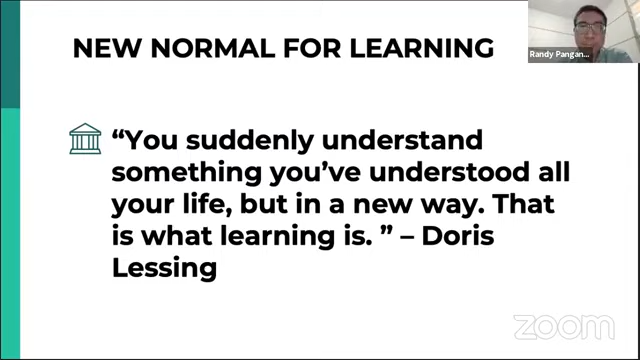 NEW NORMAL FOR LEARNING
Randy Pangan...
“You suddenly understand
something you’ve understood all
your life, but in a new way. That
is what learning is. ” – Doris
Lessing
zoom